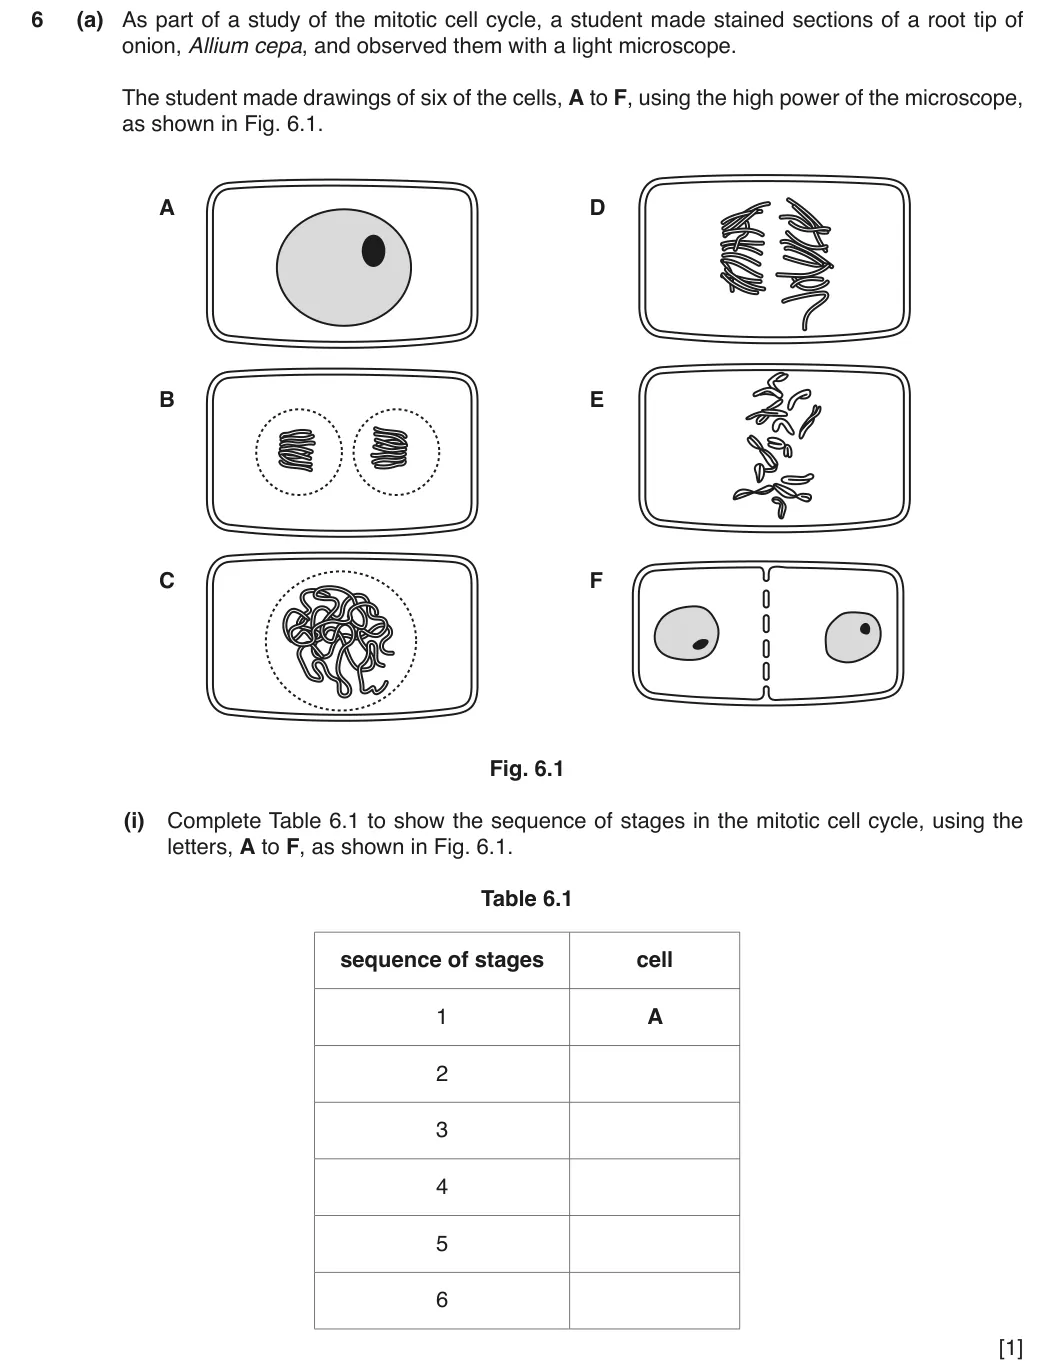 6 (a) As part of a study of the mitotic cell cycle, a student made stained sections of a root tip of
onion, Allium cepa, and observed them with a light microscope.
The student made drawings of six of the cells, A to F, using the high power of the microscope,
as shown in Fig. 6.1.
A
D
B
E
C
F
Fig. 6.1
(i) Complete Table 6.1 to show the sequence of stages in the mitotic cell cycle, using the
letters, A to F, as shown in Fig. 6.1.
Table 6.1
sequence of stages cell
1 A
2
3
4
5
6
[1]